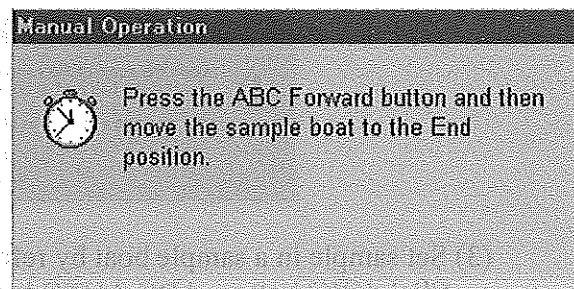 Manual Operation
Press the ABC Forward button and then
move the sample boat to the End
position.